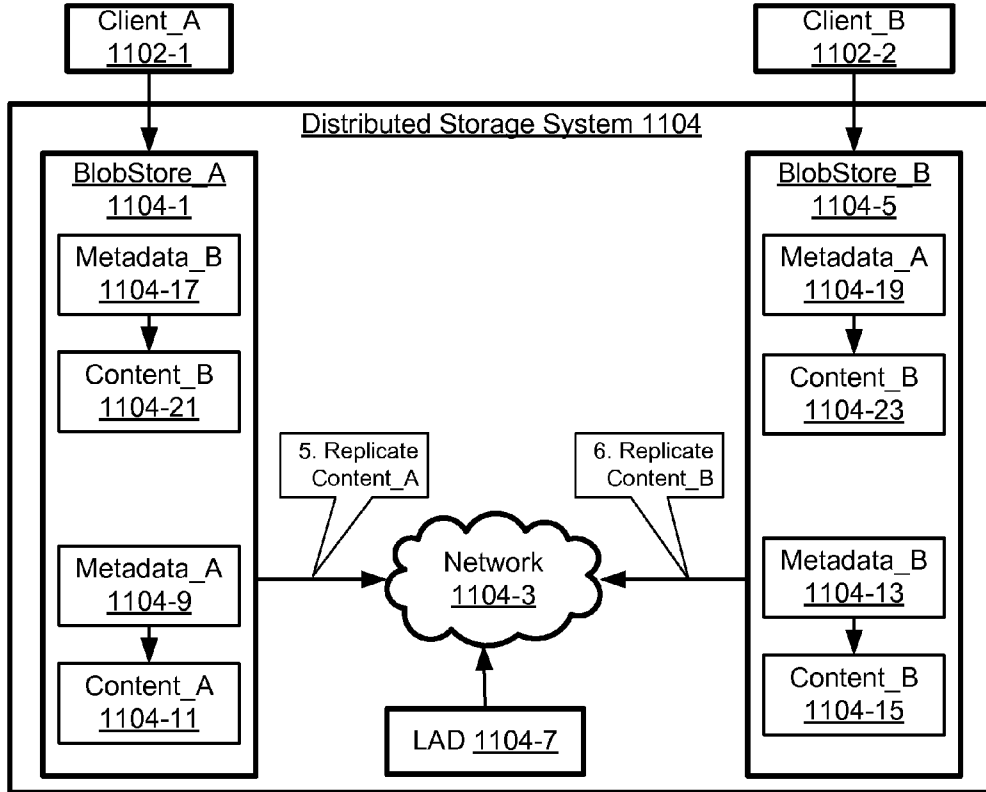 Client_A
1102-1
Client_B
1102-2
Distributed Storage System 1104
BlobStore_A
1104-1
Metadata_B
1104-17
Content_B
1104-21
Metadata_A
1104-9
Content_A
1104-11
5. Replicate
Content_A
Network
1104-3
LAD 1104-7
6. Replicate
Content_B
BlobStore_B
1104-5
Metadata_A
1104-19
Content_B
1104-23
Metadata_B
1104-13
Content_B
1104-15